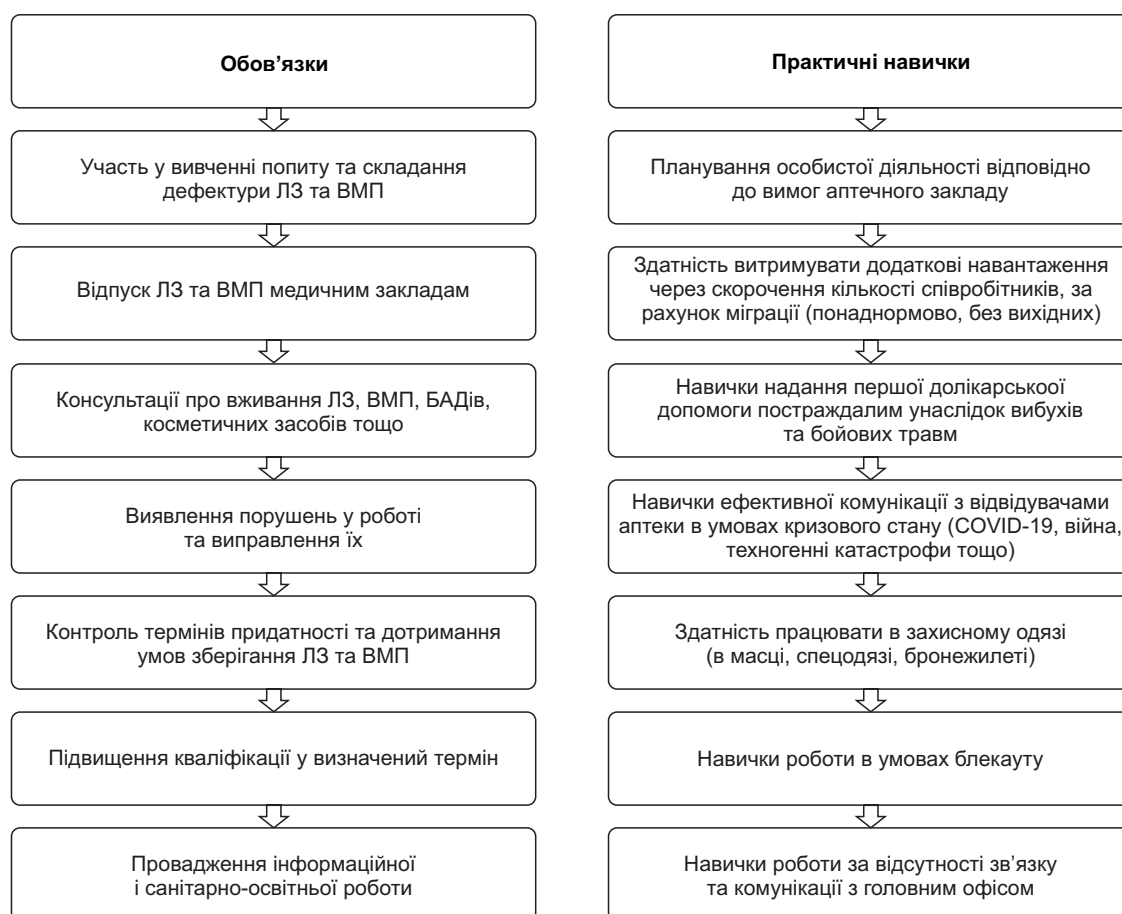 Обов’язки
Участь у вивченні попиту та складання
дефектури ЛЗ та ВМП
Відпуск ЛЗ та ВМП медичним закладам
Консультації про вживання ЛЗ, ВМП, БАДів,
косметичних засобів тощо
Виявлення порушень у роботі
та виправлення їх
Контроль термінів придатності та дотримання
умов зберігання ЛЗ та ВМП
Підвищення кваліфікації у визначений термін
Провадження інформаційної
і санітарно-освітньої роботи
Практичні навички
Планування особистої діяльності відповідно
до вимог аптечного закладу
Здатність витримувати додаткові навантаження
через скорочення кількості співробітників, за
рахунок міграції (понаднормово, без вихідних)
Навички надання першої долікарськоої
допомоги постраждалим унаслідок вибухів
та бойових травм
Навички ефективної комунікації з відвідувачами
аптеки в умовах кризового стану (COVID-19, війна,
техногенні катастрофи тощо)
Здатність працювати в захисному одязі
(в масці, спецодязі, бронежилеті)
Навички роботи в умовах блекауту
Навички роботи за відсутності зв’язку
та комунікації з головним офісом